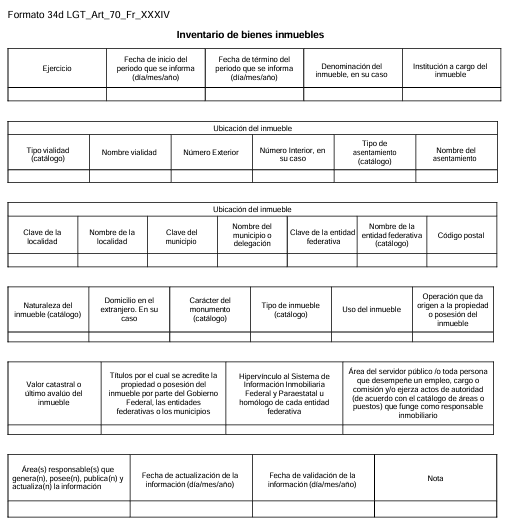 Formato 34d LGT_Art_70_Fr_XXXIV
Inventario de bienes inmuebles
Ejercicio
Fecha de inicio del
periodo que se informa
(día/mes/año)
Fecha de término del
periodo que se informa
(día/mes/año)
Denominación del
inmueble, en su caso
Institución a cargo del
inmueble
Ubicación del inmueble
Tipo vialidad
(catálogo)
Nombre vialidad
Número Exterior
Número Interior, en
su caso
Tipo de
asentamiento
(catálogo)
Nombre del
asentamiento
Ubicación del inmueble
Clave de la
localidad
Nombre de la
localidad
Clave del
municipio
Nombre del
municipio o
delegación
Clave de la entidad
federativa
Nombre de la
entidad federativa
(catálogo)
Código postal
Naturaleza del
inmueble (catálogo)
Domicilio en el
extranjero. En su
caso
Carácter del
monumento
(catálogo)
Tipo de inmueble
(catálogo)
Uso del inmueble
Operación que da
origen a la propiedad
o posesión del
inmueble
Valor catastral o
último avalúo del
inmueble
Títulos por el cual se acredite la
propiedad o posesión del
inmueble por parte del Gobierno
Federal, las entidades
federativas o los municipios
Hipervínculo al Sistema de
Información Inmobiliaria
Federal y Paraestatal u
homólogo de cada entidad
federativa
Área del servidor público /o toda persona
que desempeñe un empleo, cargo o
comisión y/o ejerza actos de autoridad
(de acuerdo con el catálogo de áreas o
puestos) que funge como responsable
inmobiliario
Área(s) responsable(s) que
genera(n), posee(n), publica(n) y
actualiza(n) la información
Fecha de actualización de la
información (día/mes/año)
Fecha de validación de la
información (día/mes/año)
Nota